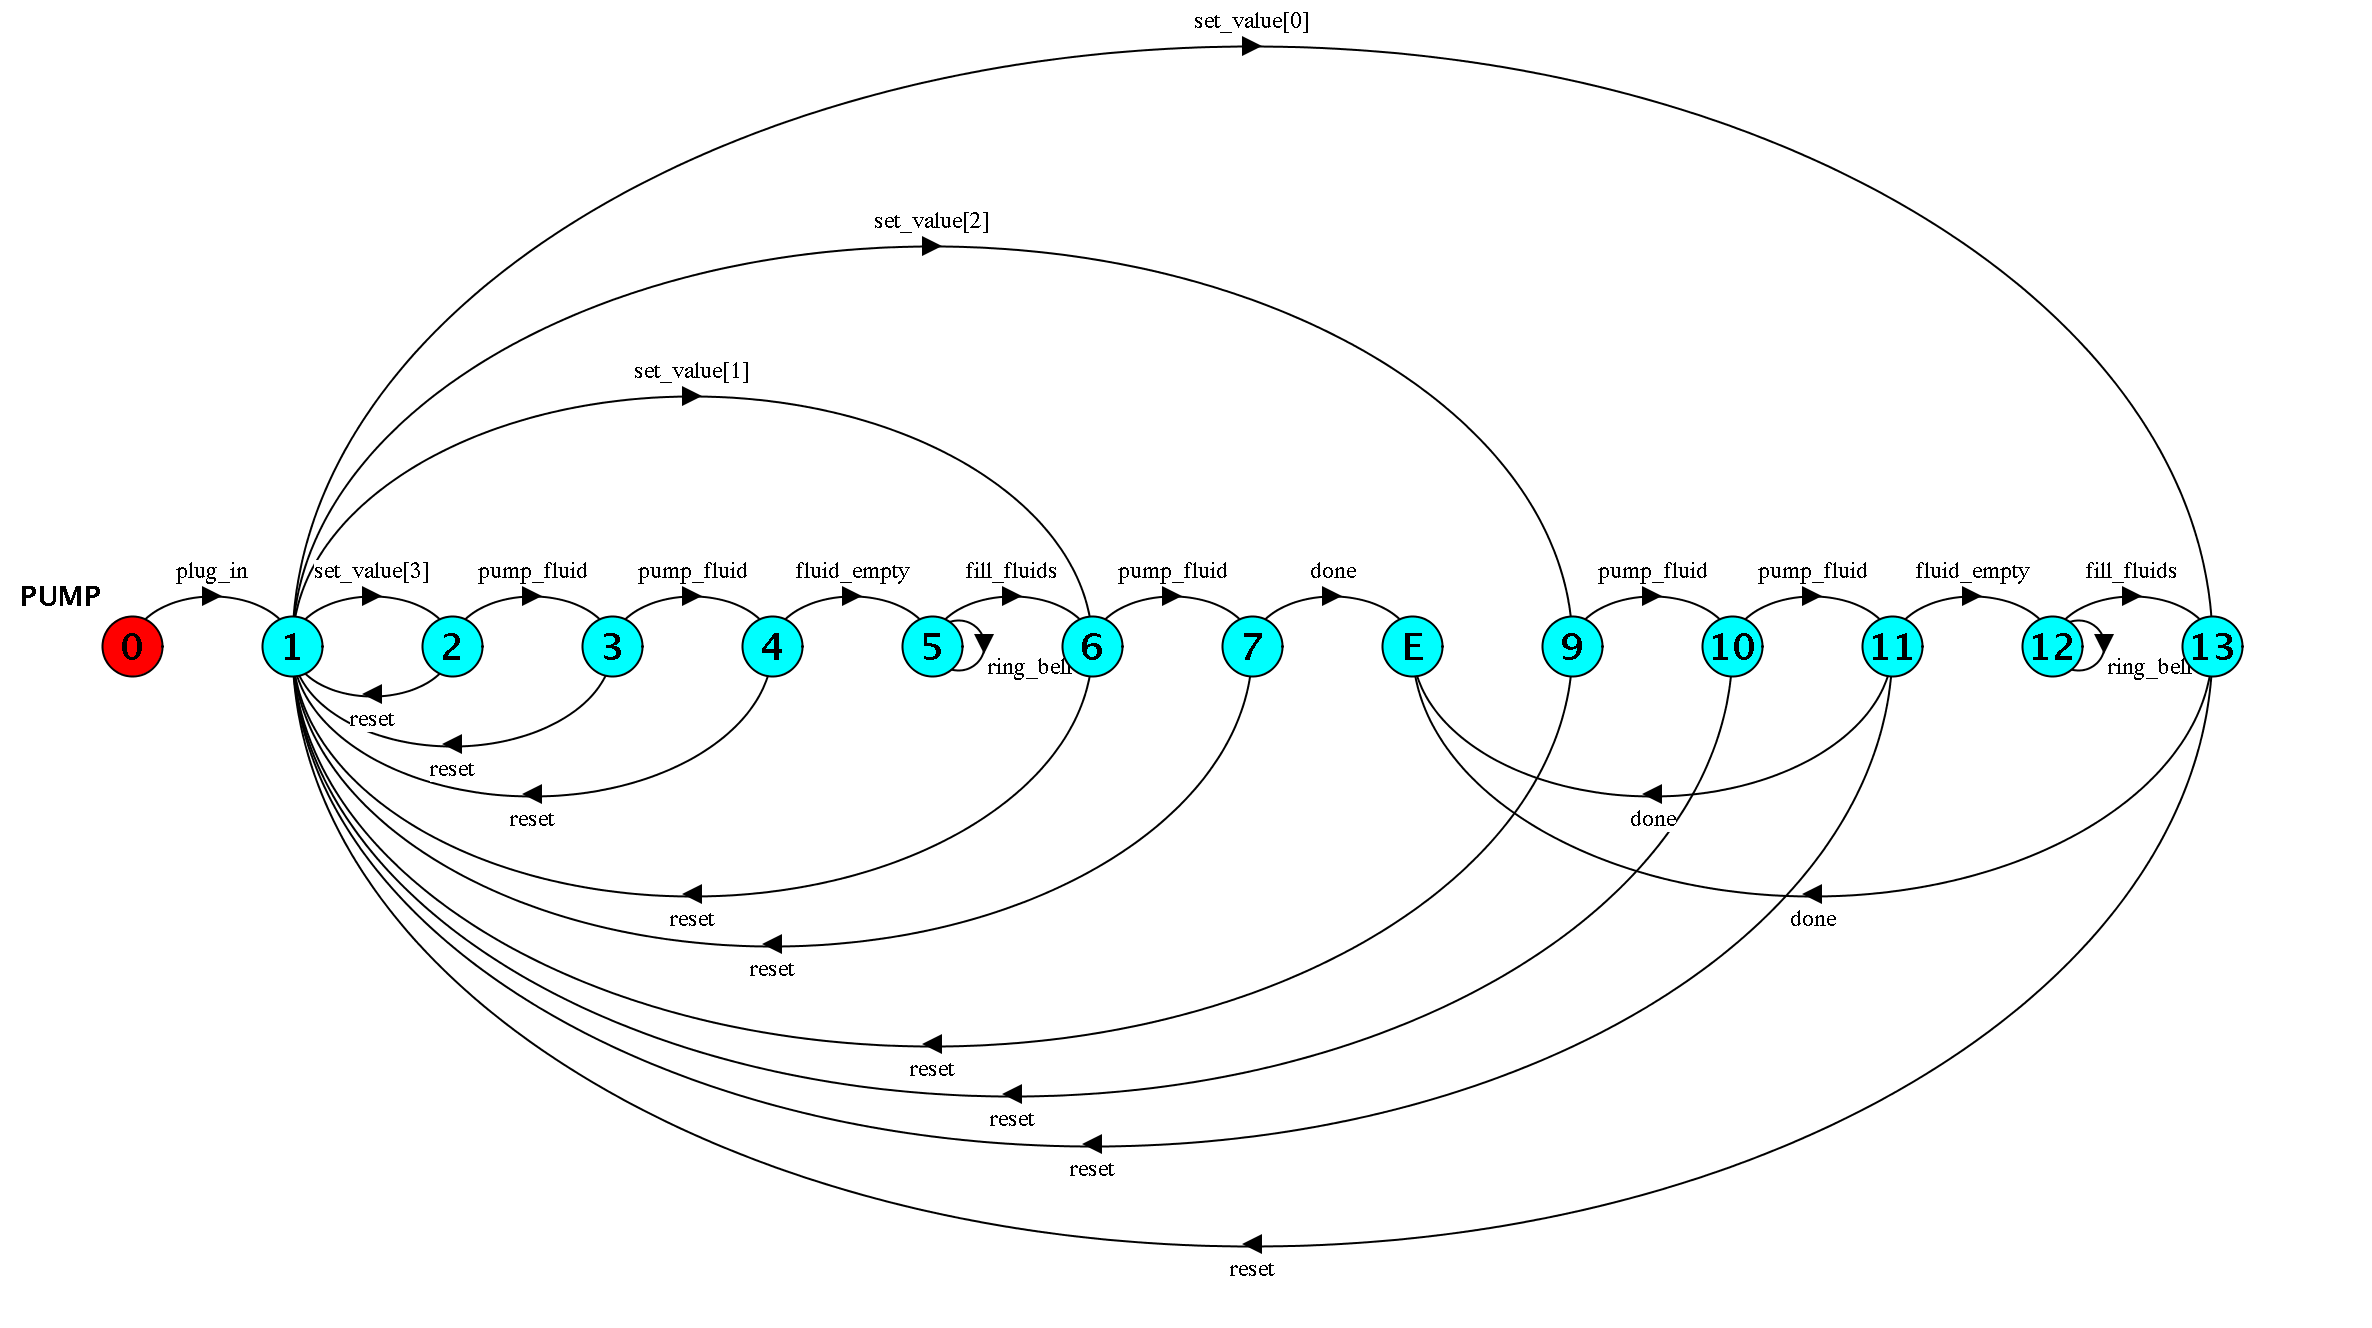 set_value[0]
set_value[2]
set_value[1]
plug_in
set_value[3]
pump_fluid
pump_fluid
fluid_empty
fill_fluids
pump_fluid
done
pump_fluid
pump_fluid
fluid_empty
fill_fluids
PUMP
0
1
2
3
4
5
6
7
E
9
10
11
12
13
ring_bell
ring_bell
reset
reset
reset
done
reset
done
reset
reset
reset
reset
reset